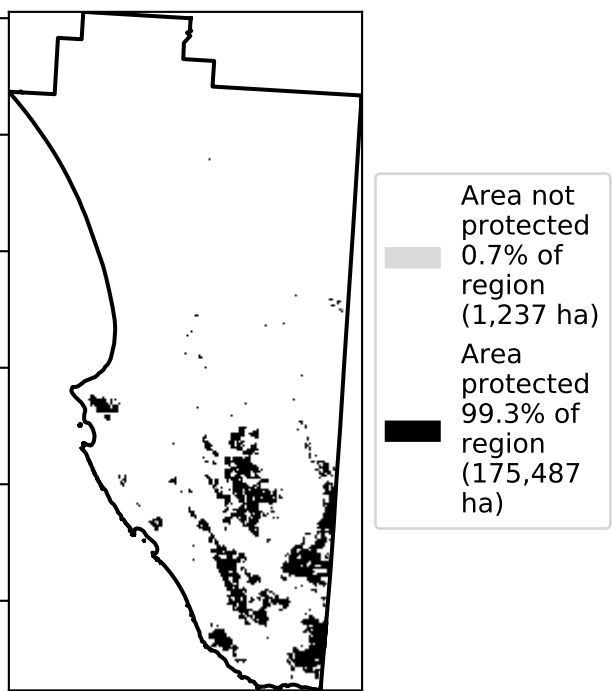 Area not
protected
0.7% of
region
(1,237 ha)
Area
protected
99.3% of
region
(175,487
ha)